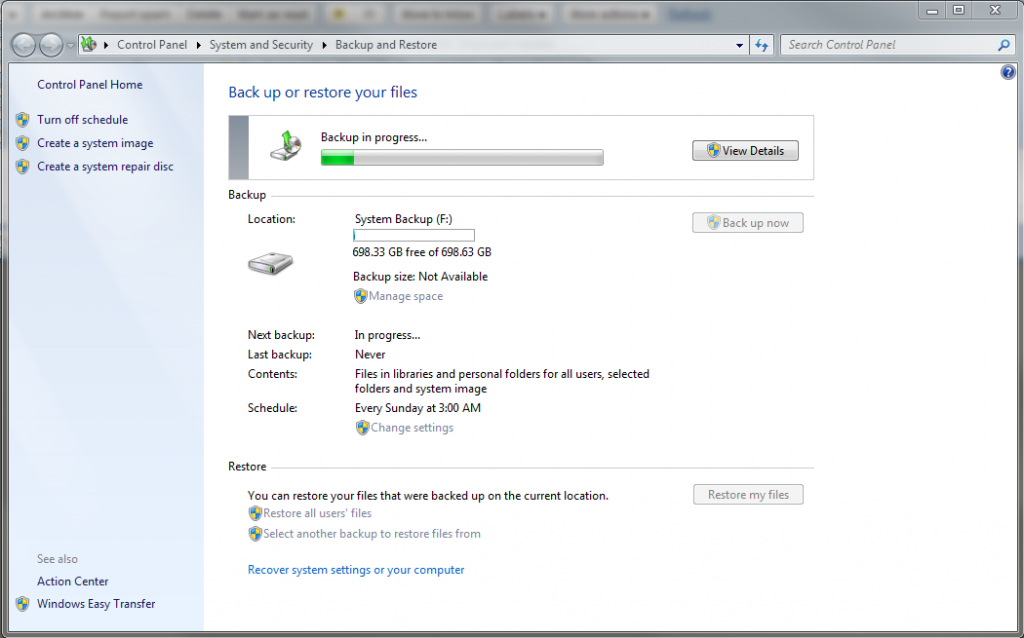 Control Panel ▸ System and Security ▸ Backup and Restore
Search Control Panel
Control Panel Home
Turn off schedule
Create a system image
Create a system repair disc
Back up or restore your files
Backup in progress...
View Details
Backup
Location:
System Backup (F:)
Back up now
698.33 GB free of 698.63 GB
Backup size: Not Available
Manage space
Next backup:
In progress...
Last backup:
Never
Contents:
Files in libraries and personal folders for all users, selected
folders and system image
Schedule:
Every Sunday at 3:00 AM
Change settings
Restore
You can restore your files that were backed up on the current location.
Restore my files
Restore all users' files
Select another backup to restore files from
Recover system settings or your computer
See also
Action Center
Windows Easy Transfer